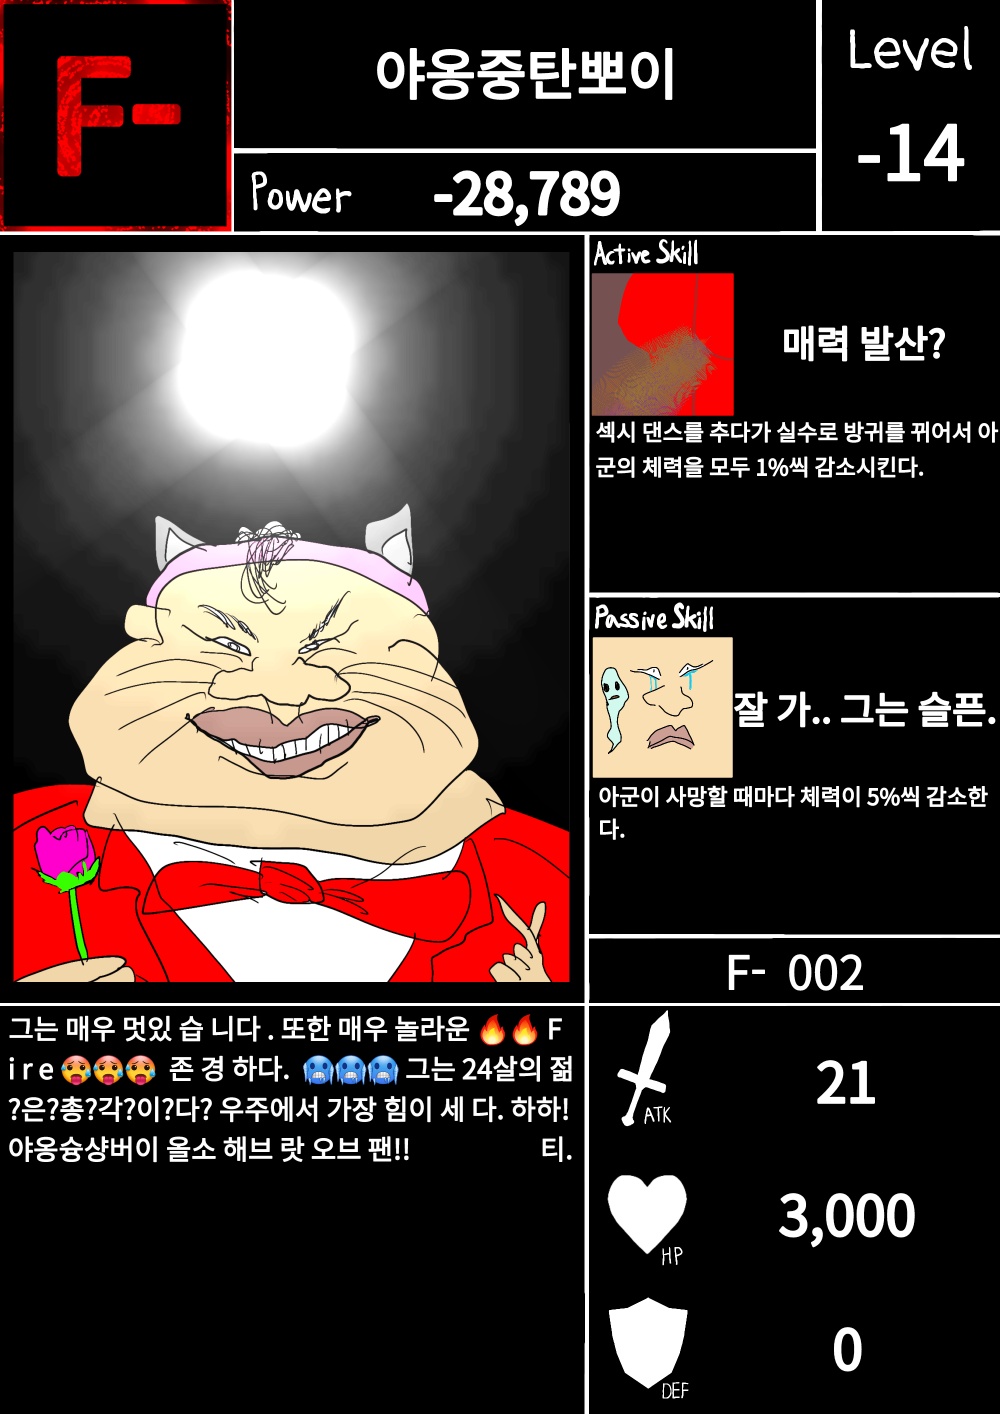 F-
야옹중탄뽀이
Level
-14
Power -28,789
Active Skill
매력 발산?
섹시 댄스를 추다가 실수로 방귀를 뀌어서 아
군의 체력을 모두 1%씩 감소시킨다.
Passive Skill
잘 가.. 그는 슬픈.
아군이 사망할 때마다 체력이 5%씩 감소한
다.
F- 002
그는 매우 멋있 습 니다 . 또한 매우 놀라운 🔥🔥 F
i r e 🥵🥵🥵 존 경 하다. 🥶🥶🥶 그는 24살의 젊
?은?총?각?이?다? 우주에서 가장 힘이 세 다. 하하!
야옹슝샹버이 올소 해브 랏 오브 팬!! 티.
ATK 21
HP 3,000
DEF 0